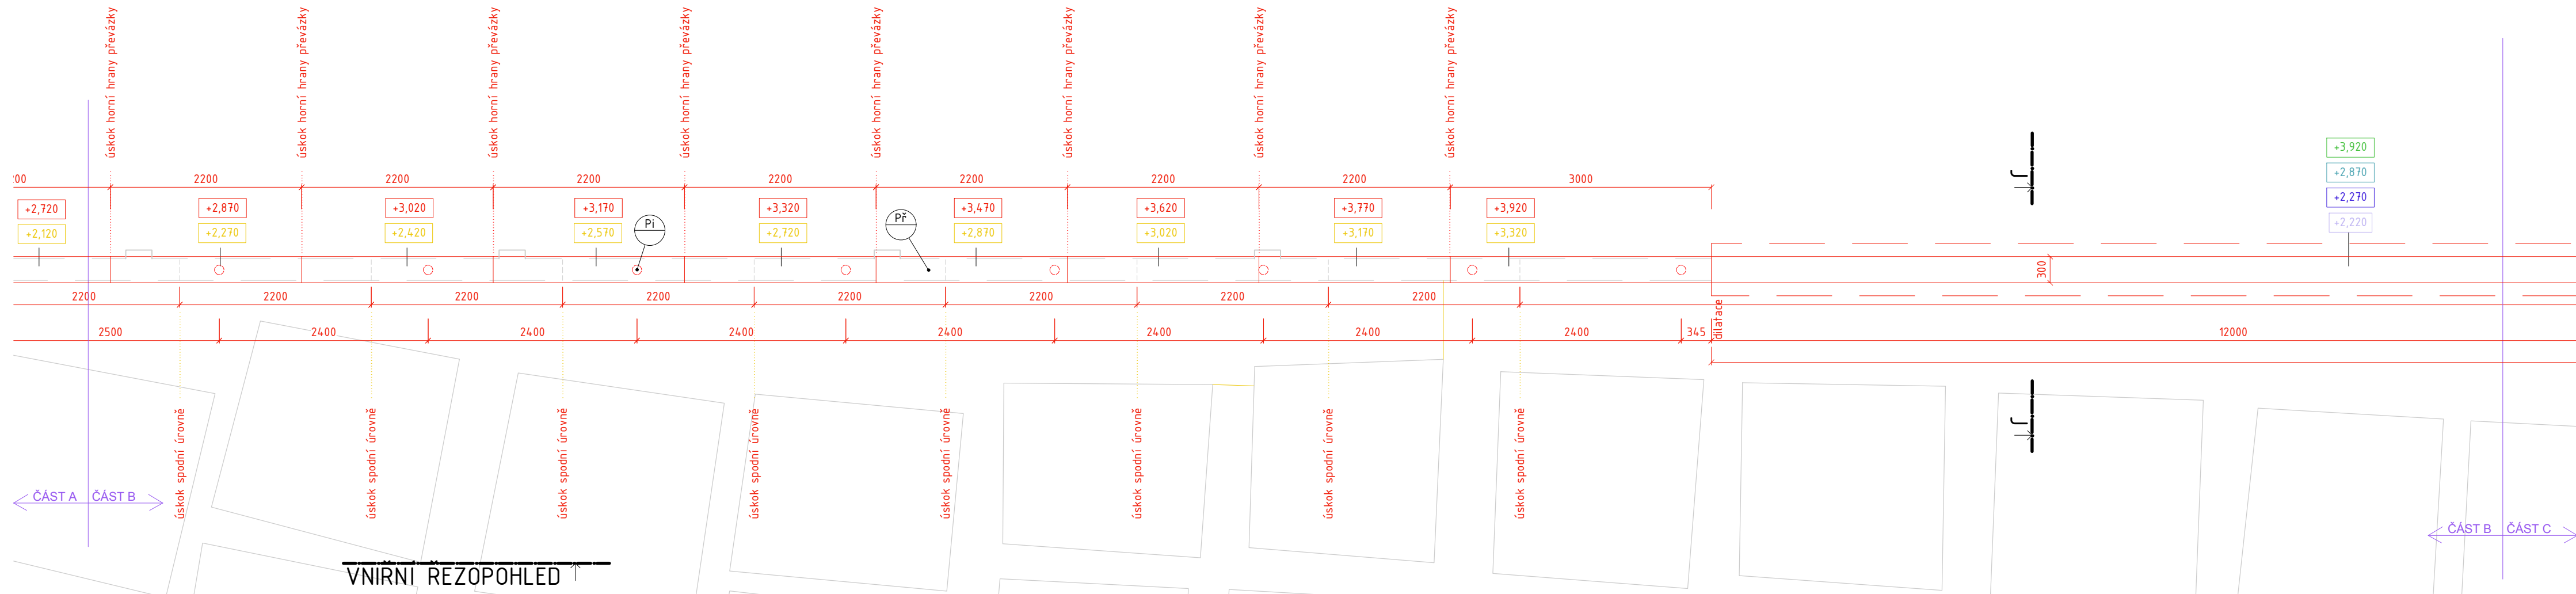 úskok horní hrany převázky
úskok horní hrany převázky
úskok horní hrany převázky
úskok horní hrany převázky
úskok horní hrany převázky
úskok horní hrany převázky
úskok horní hrany převázky
úskok horní hrany převázky
2200
2200
2200
2200
2200
2200
2200
3000
+2,720
+2,870
+3,020
+3,170
+3,320
+3,470
+3,620
+3,770
+3,920
+2,120
+2,270
+2,420
+2,570
+2,720
+2,870
+3,020
+3,170
+3,320
Pi
Př
+3,920
+2,870
+2,270
+2,220
J
300
2200
2200
2200
2200
2200
2200
2200
2200
2500
2400
2400
2400
2400
2400
2400
2400
345
dilatace
12000
J
úskok spodní úrovně
úskok spodní úrovně
úskok spodní úrovně
úskok spodní úrovně
úskok spodní úrovně
úskok spodní úrovně
úskok spodní úrovně
úskok spodní úrovně
ČÁST A
ČÁST B
ČÁST B
ČÁST C
VNIŘNÍ ŘEZOPOHLED